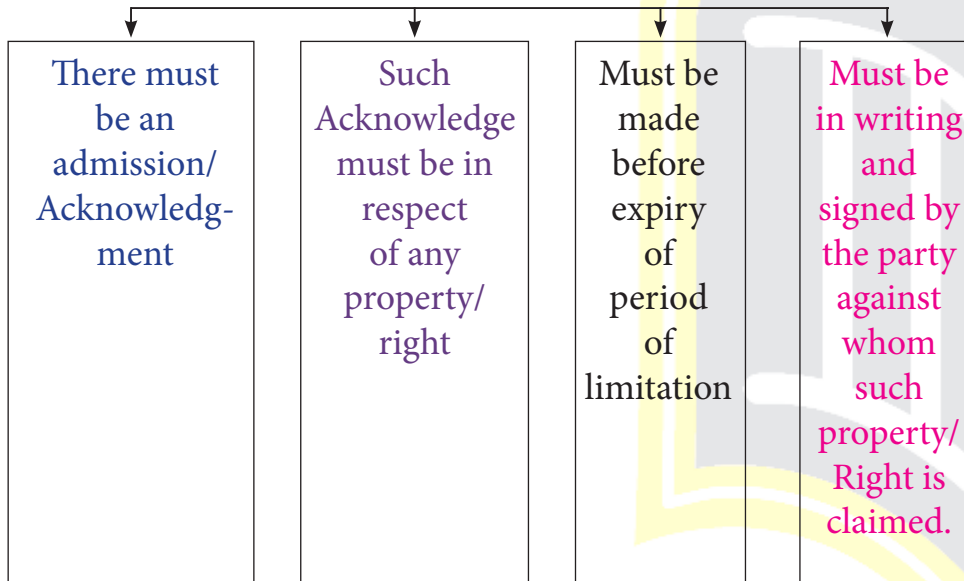 There must
be an
admission/
Acknowledg-
ment
Such
Acknowledge
must be in
respect
of any
property/
right
Must be
made
before
expiry
of
period
of
limitation
Must be
in writing
and
signed by
the party
against
whom
such
property/
Right is
claimed.